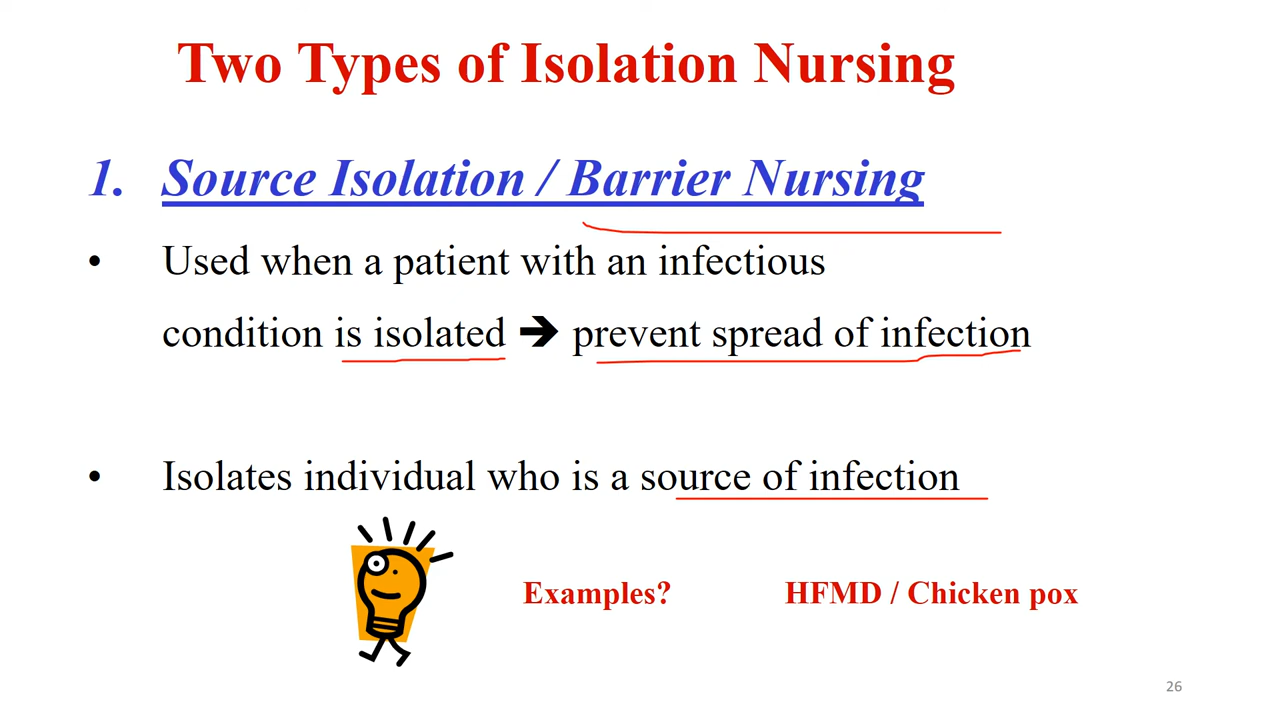 Two Types of Isolation Nursing
1. Source Isolation / Barrier Nursing
• Used when a patient with an infectious
condition is isolated 🡺 prevent spread of infection
• Isolates individual who is a source of infection
Examples? HFMD / Chicken pox
26